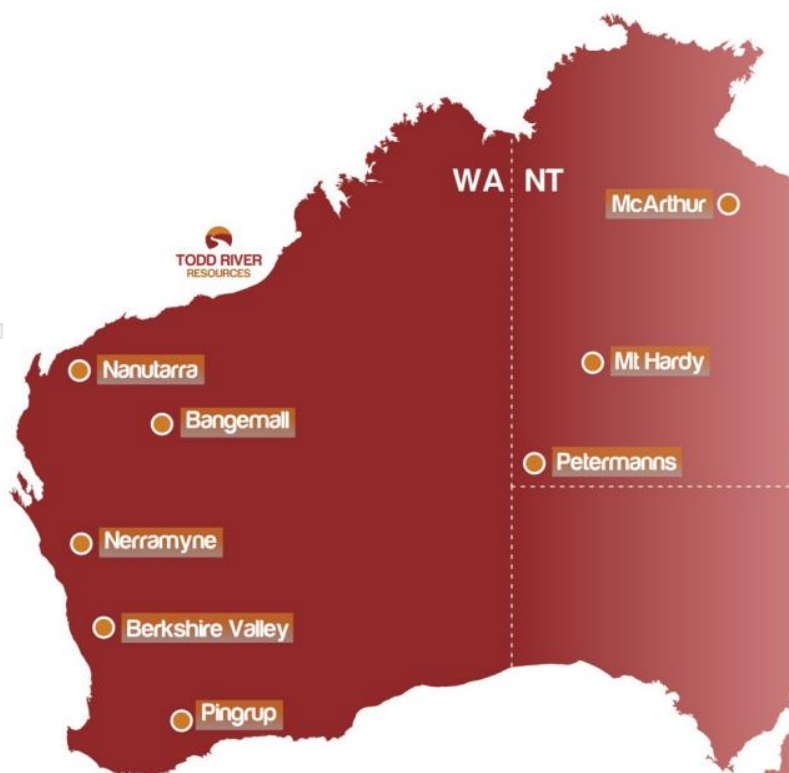 WA NT
McArthur
TODD RIVER
RESOURCES
Nanutarra
Mt Hardy
Bangemall
Petermanns
Nerramyne
Berkshire Valley
Pingrup